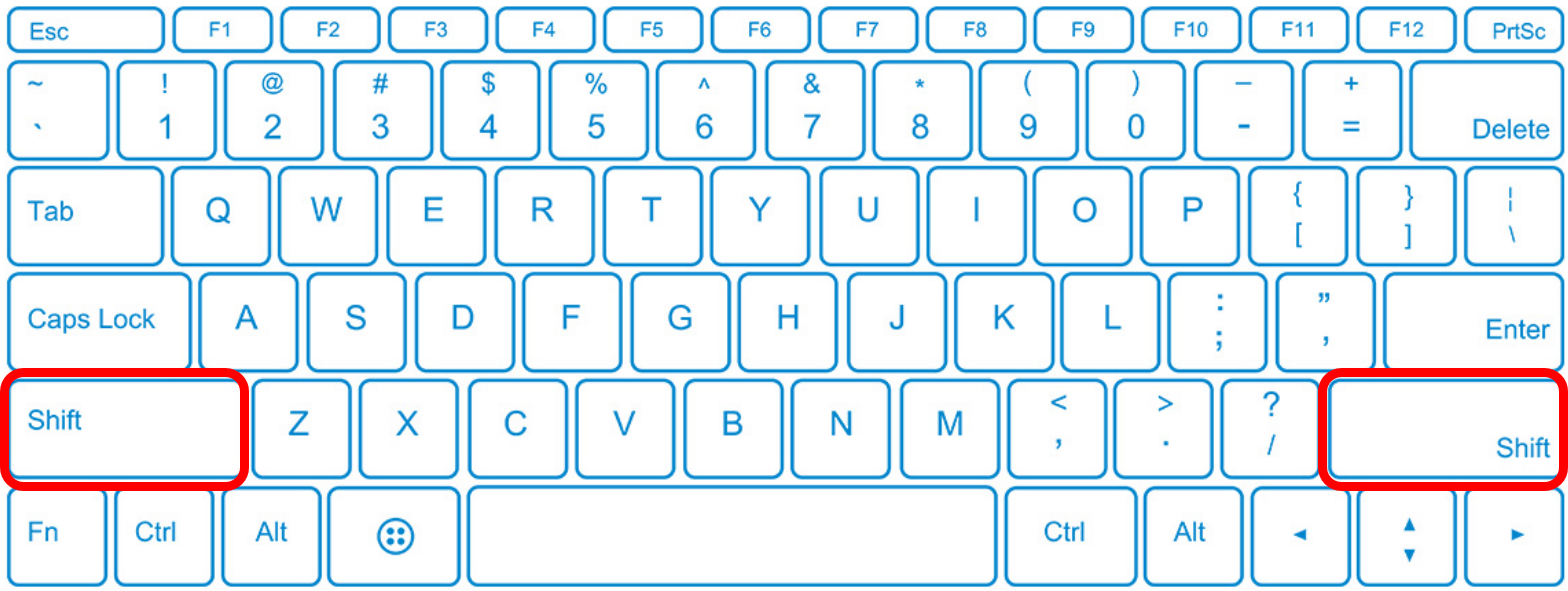 Esc F1 F2 F3 F4 F5 F6 F7 F8 F9 F10 F11 F12 PrtSc
~ ! @ # $ % ^ & * ( ) – +
` 1 2 3 4 5 6 7 8 9 0 - = Delete
Tab Q W E R T Y U I O P { } ¦
[ ] \
Caps Lock A S D F G H J K L : ”
; , Enter
Shift Z X C V B N M < > ?
, . / Shift
Fn Ctrl Alt Ctrl Alt ◄ ▲ ►
▼